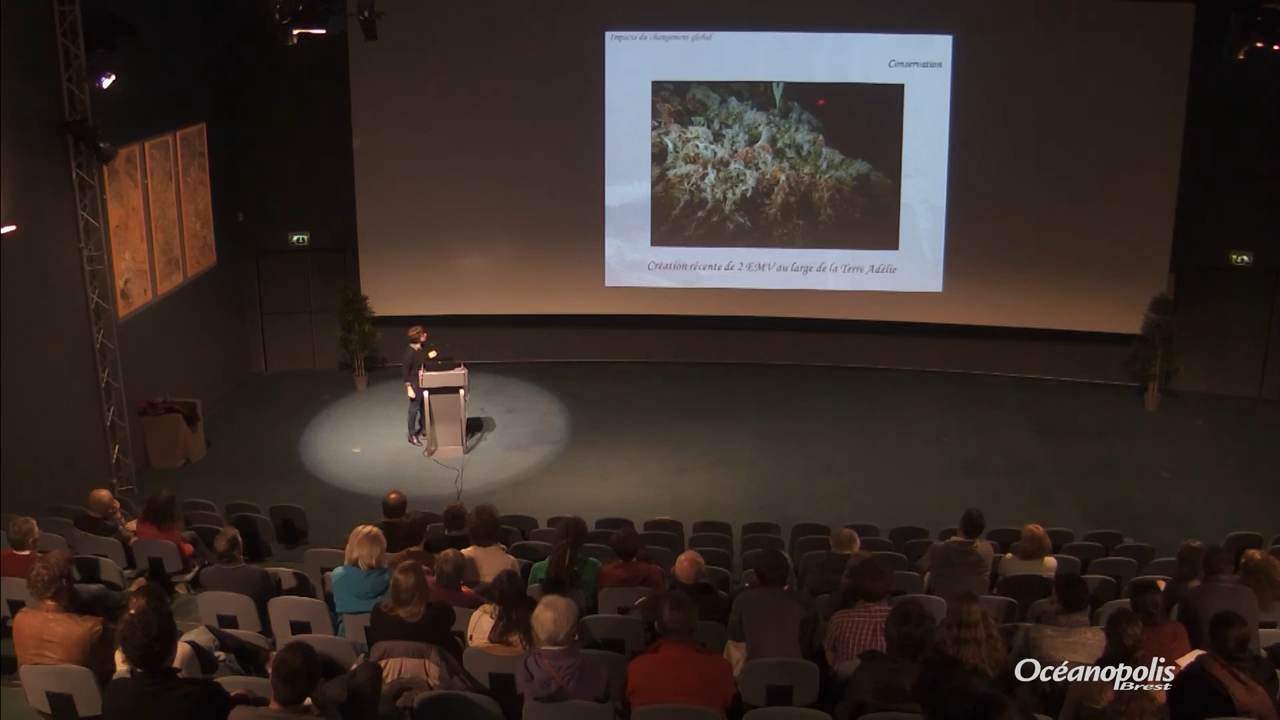 Impacts du changement global
Conservation
Création récente de 2 EMV au large de la Terre Adélie
Océanopolis
Brest